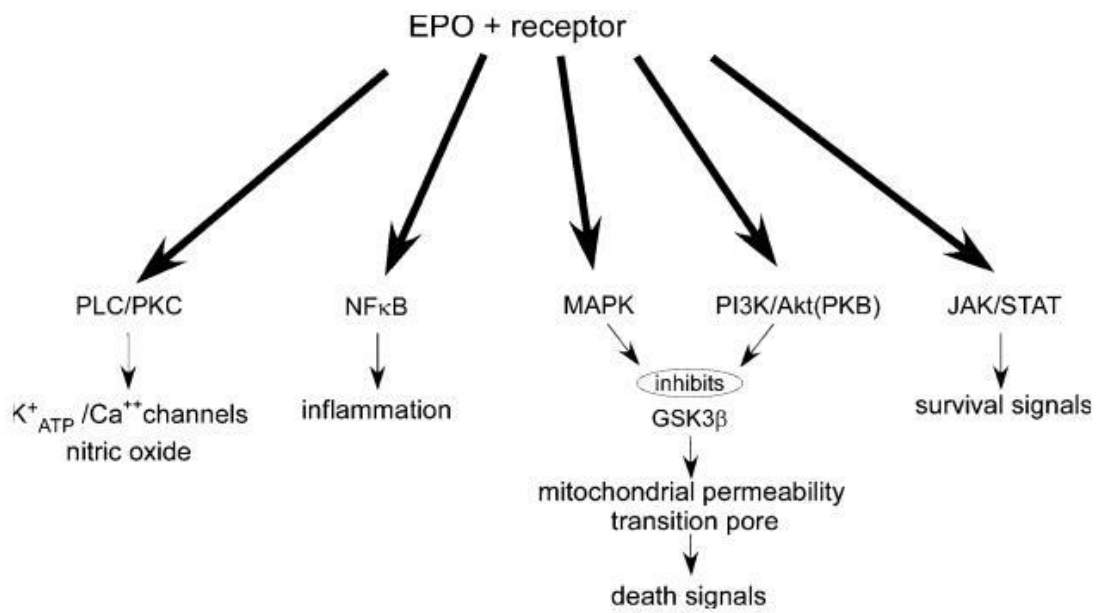 EPO + receptor
PLC/PKC
NFκB
MAPK
PI3K/Akt(PKB)
JAK/STAT
K⁺ATP /Ca⁺⁺channels
nitric oxide
inflammation
inhibits
GSK3β
mitochondrial permeability
transition pore
death signals
survival signals